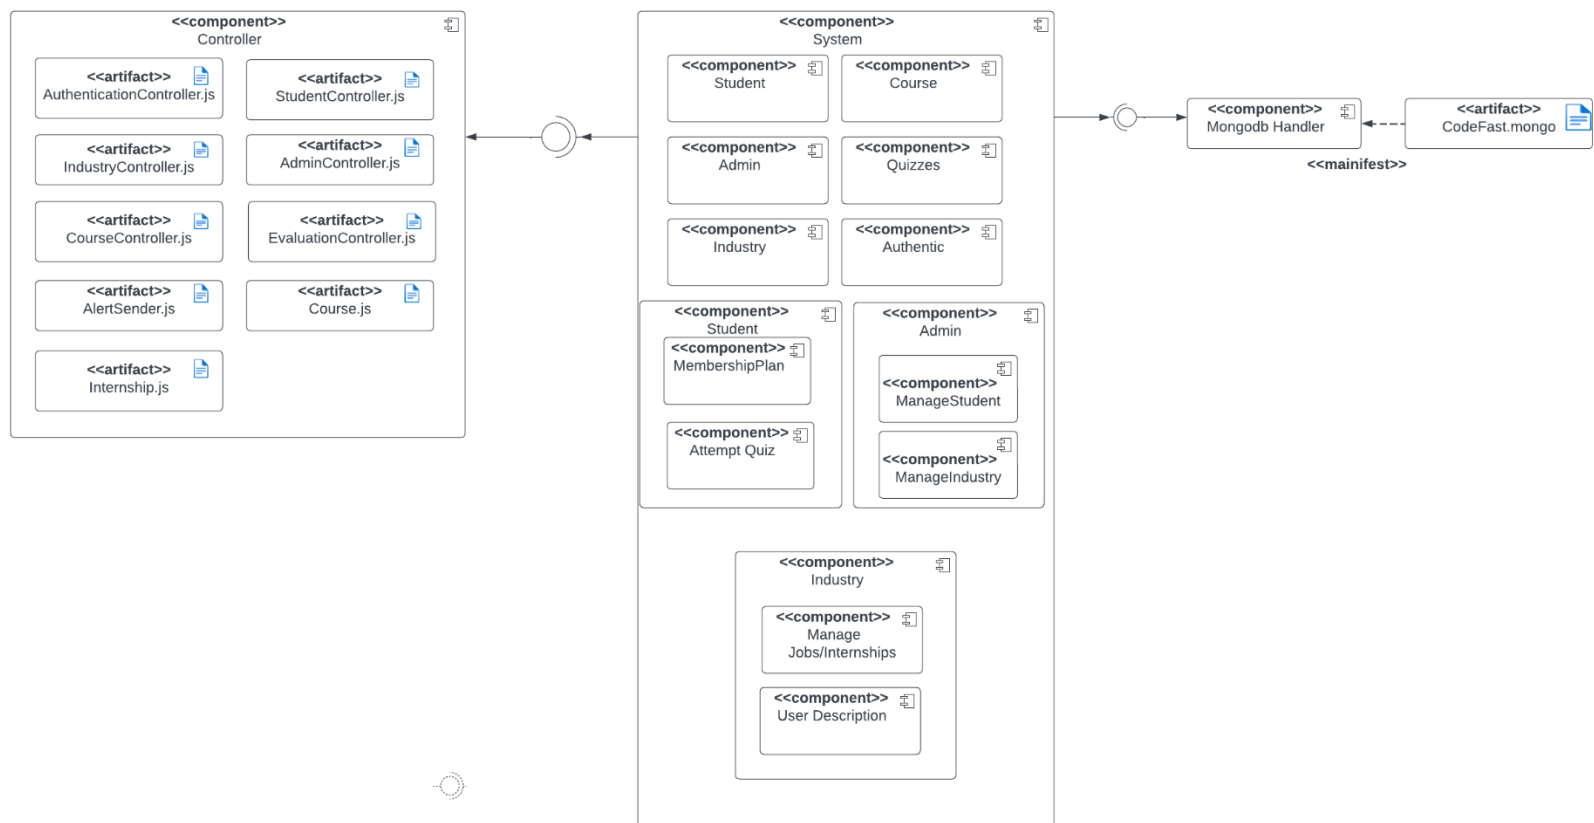 <<component>>
Controller
<<artifact>>
AuthenticationController.js
<<artifact>>
StudentController.js
<<artifact>>
IndustryController.js
<<artifact>>
AdminController.js
<<artifact>>
CourseController.js
<<artifact>>
EvaluationController.js
<<artifact>>
AlertSender.js
<<artifact>>
Course.js
<<artifact>>
Internship.js
<<component>>
System
<<component>>
Student
<<component>>
Course
<<component>>
Admin
<<component>>
Quizzes
<<component>>
Industry
<<component>>
Authentic
<<component>>
Student
<<component>>
MembershipPlan
<<component>>
Attempt Quiz
<<component>>
Admin
<<component>>
ManageStudent
<<component>>
ManageIndustry
<<component>>
Industry
<<component>>
Manage
Jobs/Internships
<<component>>
User Description
<<component>>
Mongodb Handler
<<artifact>>
CodeFast.mongo
<<mainifest>>